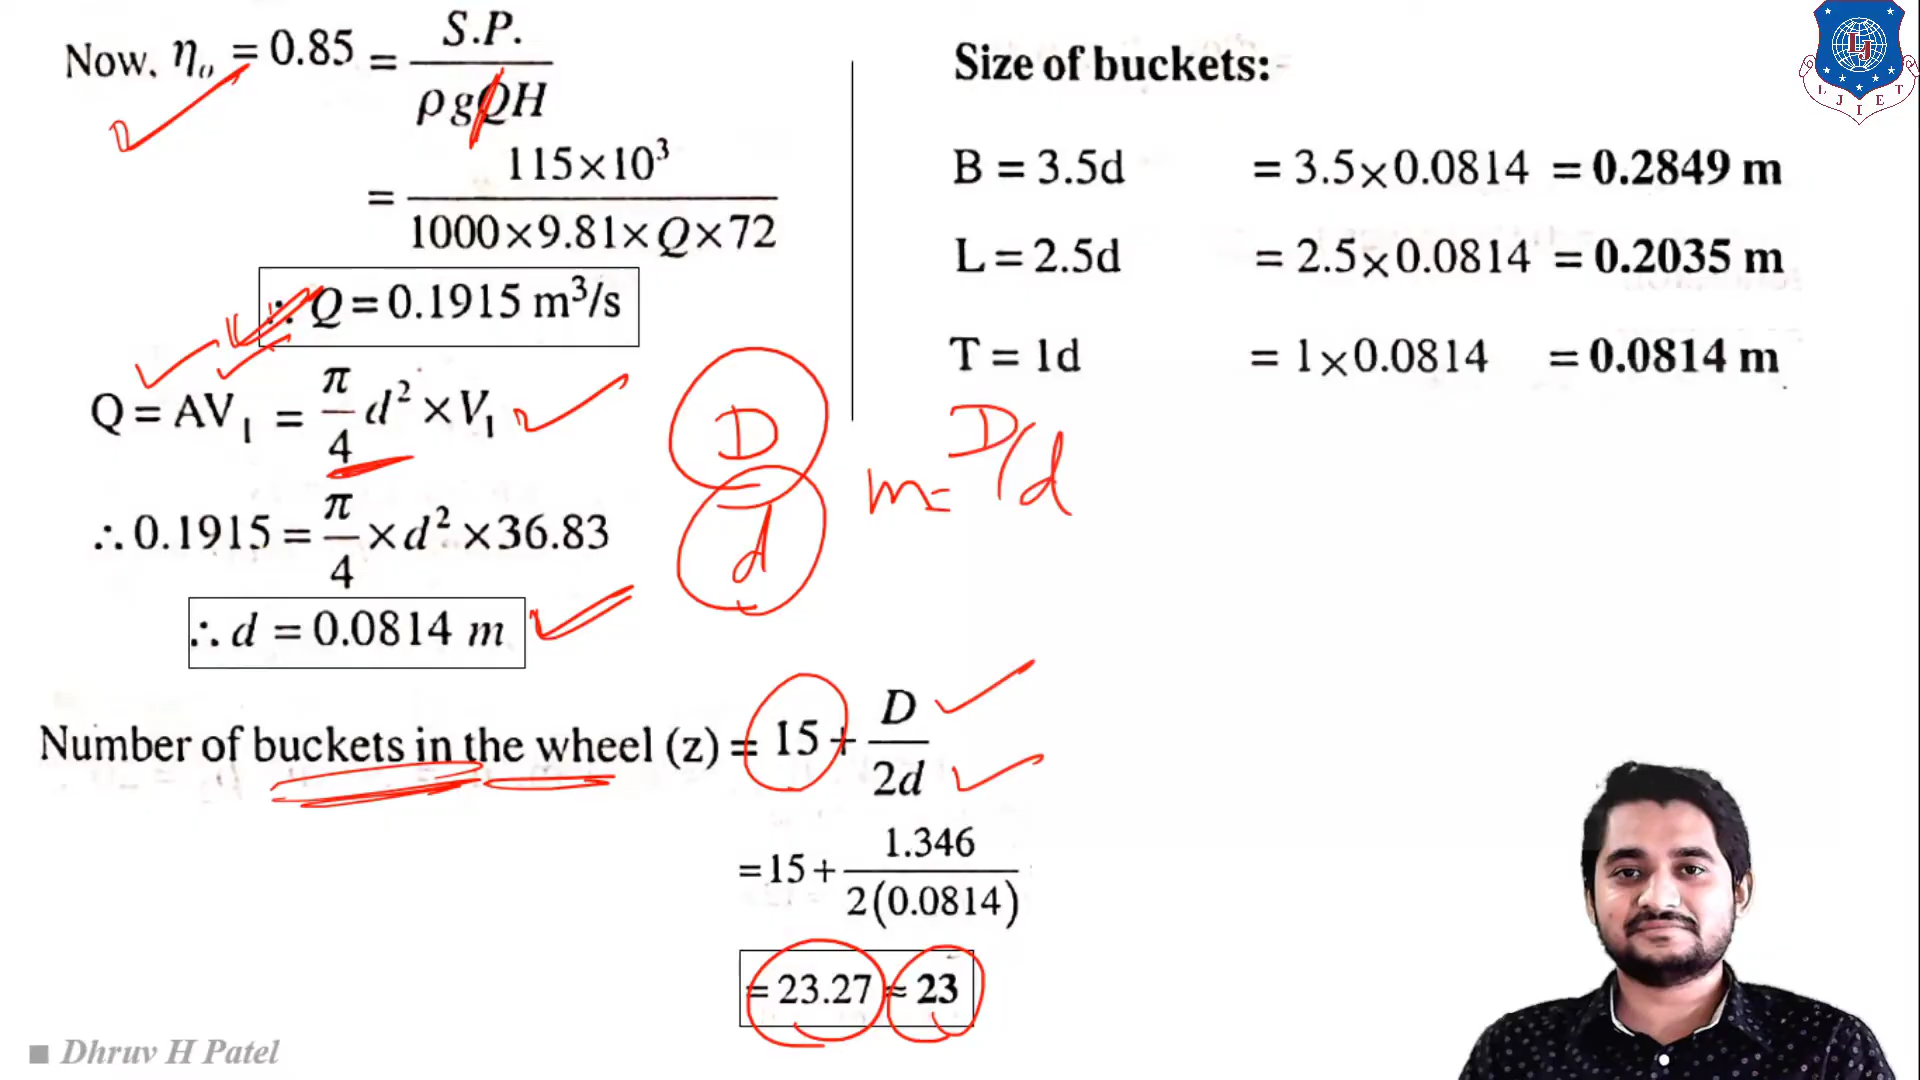 Now, ηₒ = 0.85 = S.P. / ρgQH
= 115×10³ / 1000×9.81×Q×72
∴ Q = 0.1915 m³/s
Q = AV₁ = π/4 d² × V₁
∴ 0.1915 = π/4 × d² × 36.83
∴ d = 0.0814 m
Number of buckets in the wheel (z) = 15 + D/2d
= 15 + 1.346 / 2(0.0814)
= 23.27 ≈ 23
D
d
m = D/d
Size of buckets:
B = 3.5d = 3.5×0.0814 = 0.2849 m
L = 2.5d = 2.5×0.0814 = 0.2035 m
T = 1d = 1×0.0814 = 0.0814 m
LJ
LJIET
■ Dhruv H Patel